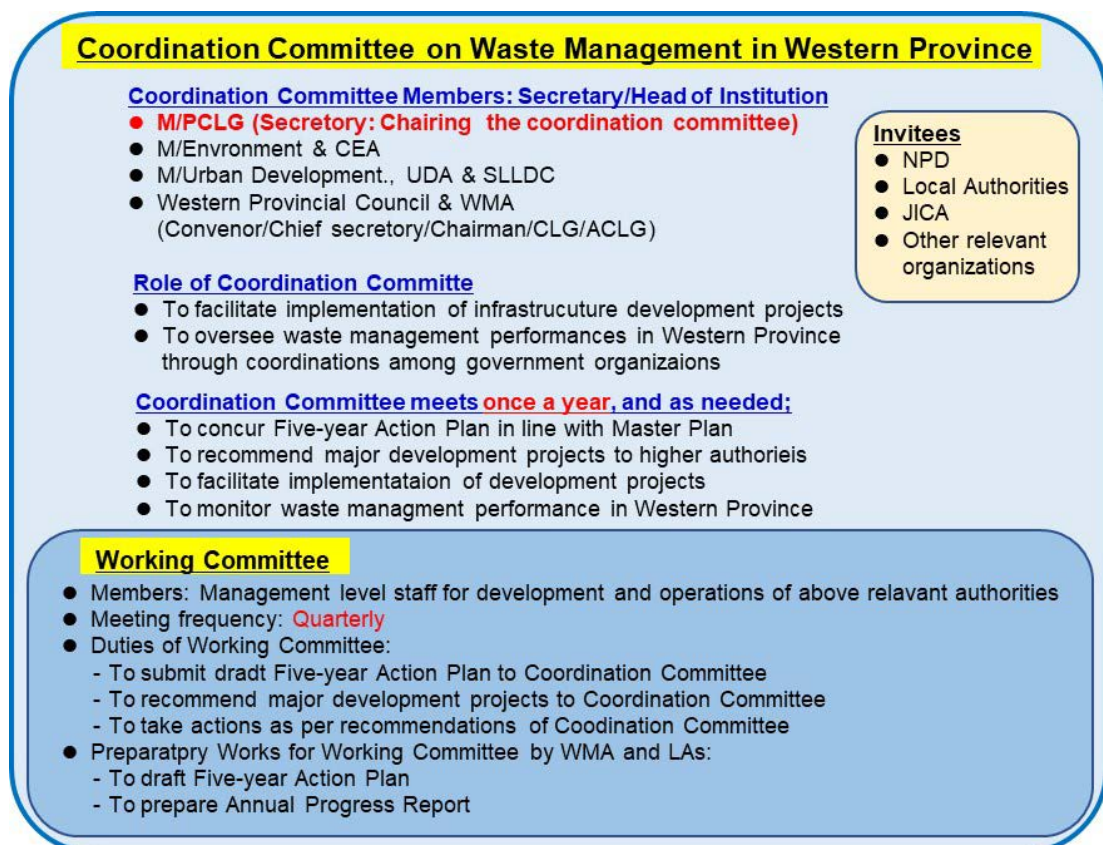 Coordination Committee on Waste Management in Western Province
Coordination Committee Members: Secretary/Head of Institution
● M/PCLG (Secretory: Chairing the coordination committee)
● M/Envronment & CEA
● M/Urban Development., UDA & SLLDC
● Western Provincial Council & WMA
(Convenor/Chief secretary/Chairman/CLG/ACLG)
Invitees
● NPD
● Local Authorities
● JICA
● Other relevant
organizations
Role of Coordination Committe
● To facilitate implementation of infrastrucuture development projects
● To oversee waste management performances in Western Province
through coordinations among government organizaions
Coordination Committee meets once a year, and as needed;
● To concur Five-year Action Plan in line with Master Plan
● To recommend major development projects to higher authorieis
● To facilitate implementataion of development projects
● To monitor waste managment performance in Western Province
Working Committee
● Members: Management level staff for development and operations of above relavant authorities
● Meeting frequency: Quarterly
● Duties of Working Committee:
- To submit dradt Five-year Action Plan to Coordination Committee
- To recommend major development projects to Coordination Committee
- To take actions as per recommendations of Coodination Committee
● Preparatpry Works for Working Committee by WMA and LAs:
- To draft Five-year Action Plan
- To prepare Annual Progress Report